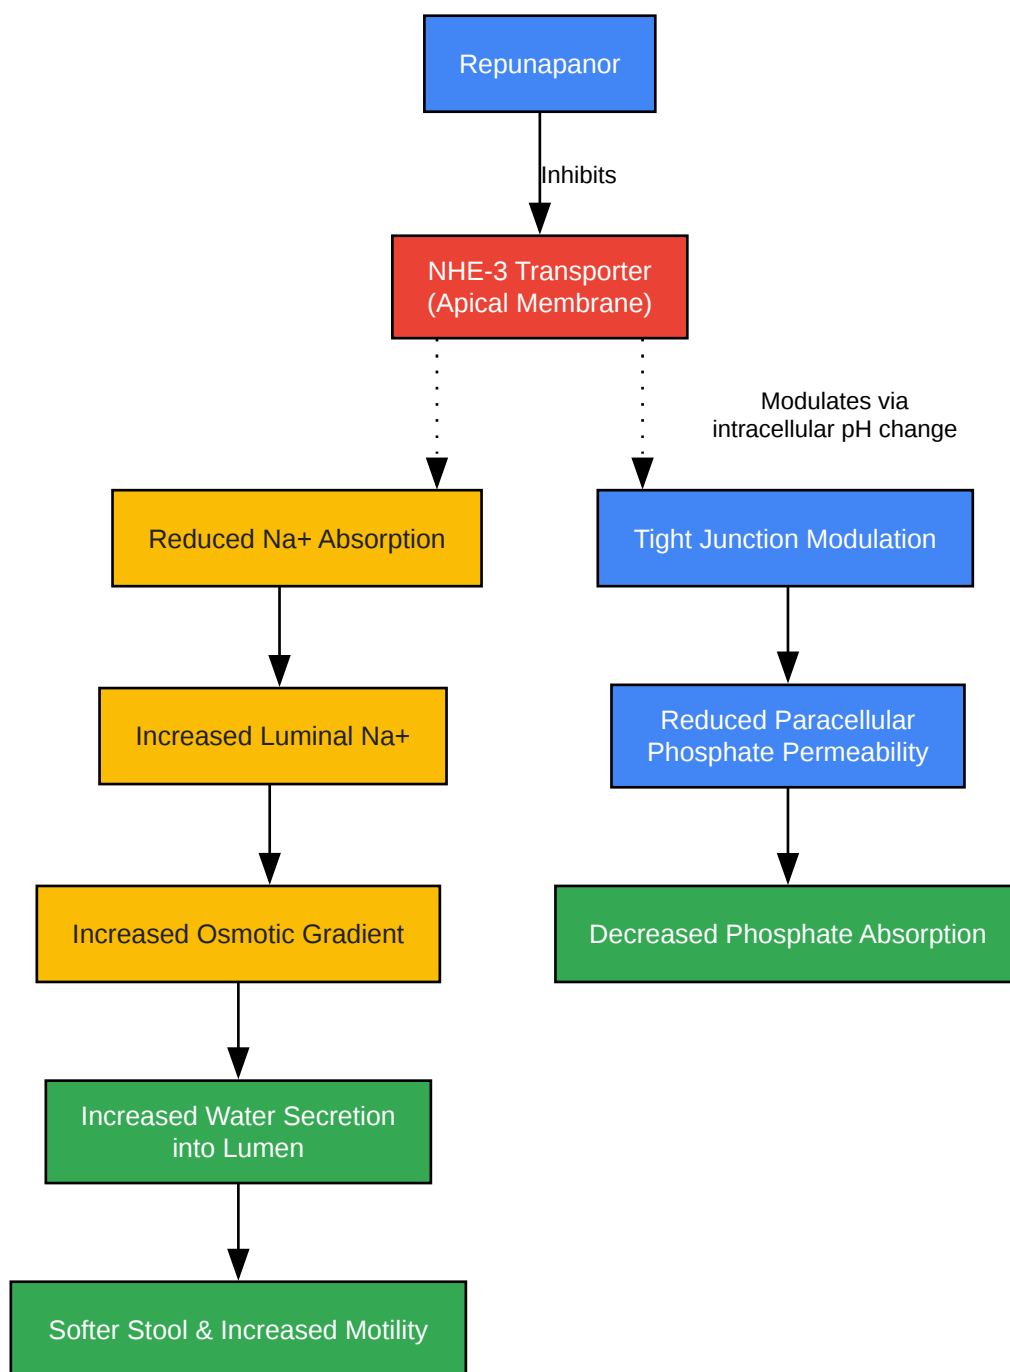 Repunapanor
Inhibits
NHE-3 Transporter
(Apical Membrane)
Modulates via
intracellular pH change
Reduced Na+ Absorption
Tight Junction Modulation
Increased Luminal Na+
Reduced Paracellular
Phosphate Permeability
Increased Osmotic Gradient
Decreased Phosphate Absorption
Increased Water Secretion
into Lumen
Softer Stool & Increased Motility